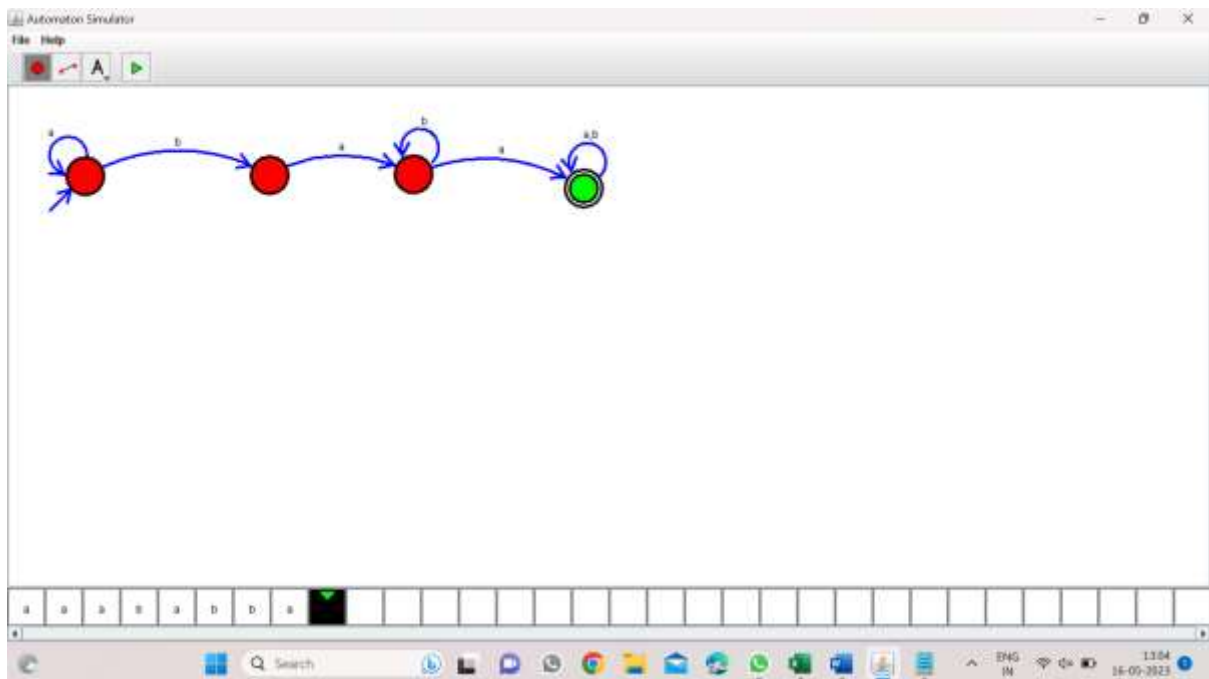 Automaton Simulator
File Help
A
a b a b a a,b
a a a a b b a
Search
ENG
IN
13:04
16-05-2023